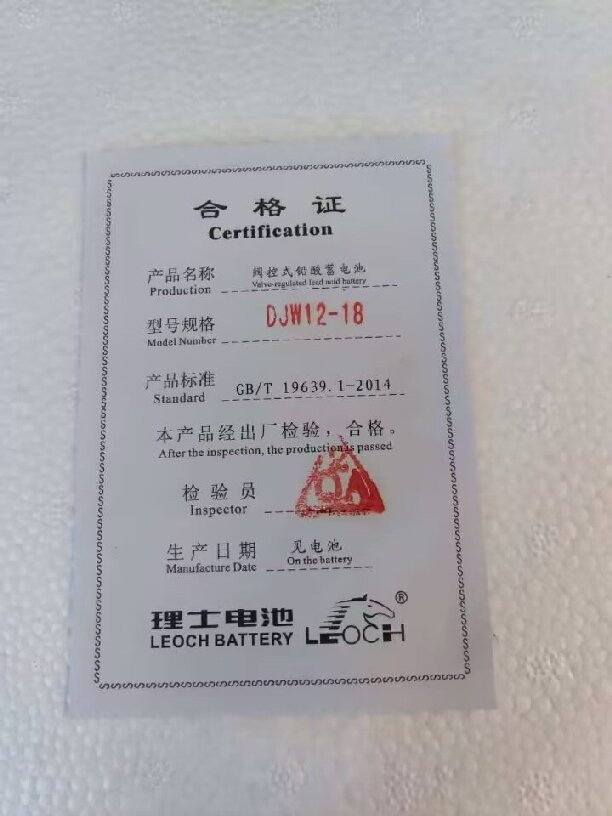 合格证
Certification
产品名称 阀控式铅酸蓄电池
Production Valve-regulated lead acid battery
型号规格 DJW12-18
Model Number
产品标准 GB/T 19639.1-2014
Standard
本产品经出厂检验，合格。
After the inspection, the production is passed
检验员
Inspector
生产日期 见电池
Manufacture Date On the battery
理士电池 LEOCH®
LEOCH BATTERY